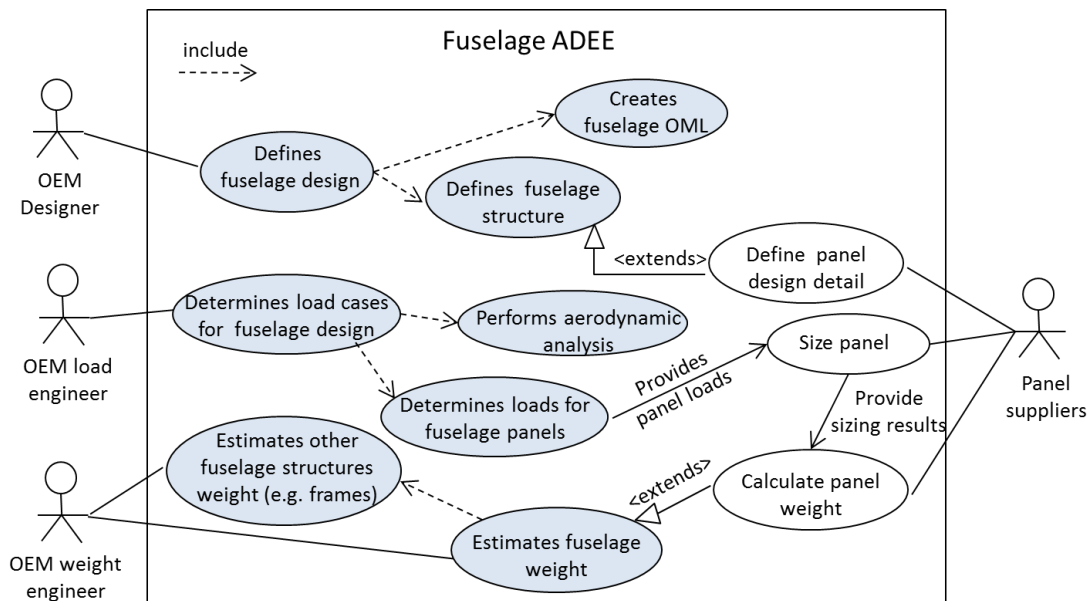 Fuselage ADEE
include
OEM
Designer
Defines
fuselage design
Creates
fuselage OML
Defines fuselage
structure
<extends>
Define panel
design detail
OEM load
engineer
Determines load cases
for fuselage design
Performs aerodynamic
analysis
Determines loads for
fuselage panels
Provides
panel loads
Size panel
Panel
suppliers
Provide
sizing results
OEM weight
engineer
Estimates other
fuselage structures
weight (e.g. frames)
Estimates fuselage
weight
<extends>
Calculate panel
weight